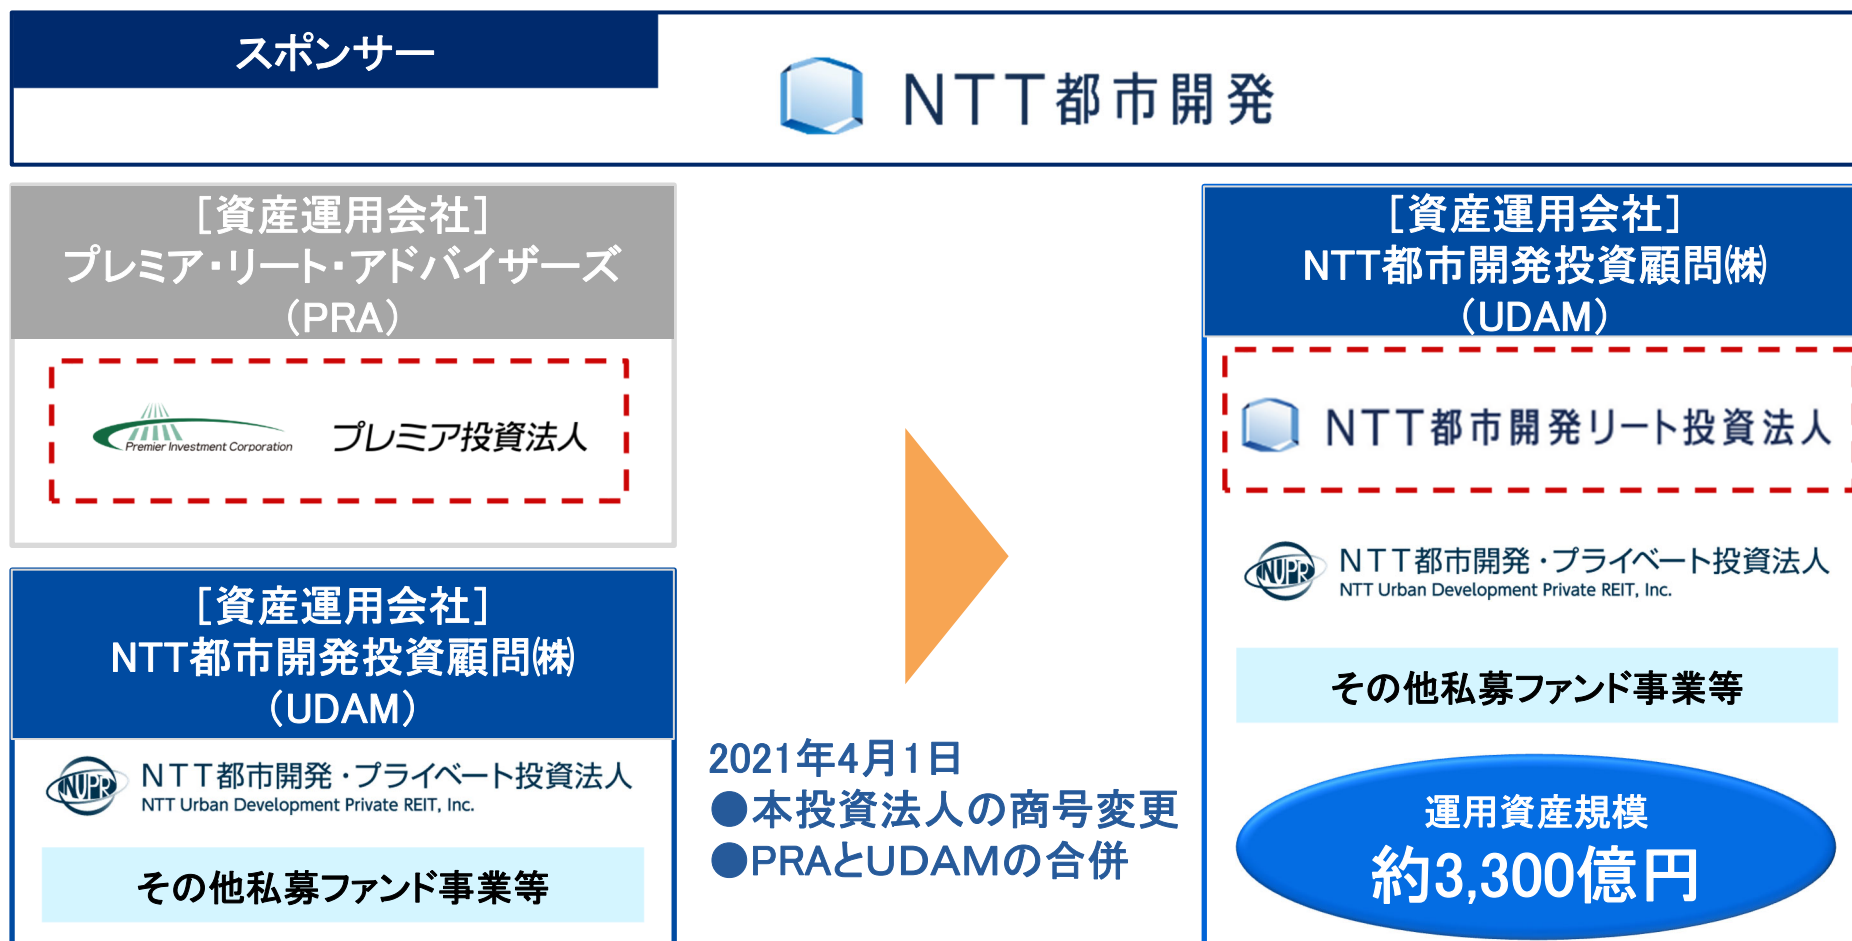 スポンサー
NTT都市開発
［資産運用会社］
プレミア・リート・アドバイザーズ
（PRA）
Premier Investment Corporation
プレミア投資法人
［資産運用会社］
NTT都市開発投資顧問㈱
（UDAM）
NUPR
NTT都市開発・プライベート投資法人
NTT Urban Development Private REIT, Inc.
その他私募ファンド事業等
2021年4月1日
●本投資法人の商号変更
●PRAとUDAMの合併
［資産運用会社］
NTT都市開発投資顧問㈱
（UDAM）
NTT都市開発リート投資法人
NUPR
NTT都市開発・プライベート投資法人
NTT Urban Development Private REIT, Inc.
その他私募ファンド事業等
運用資産規模
約3,300億円